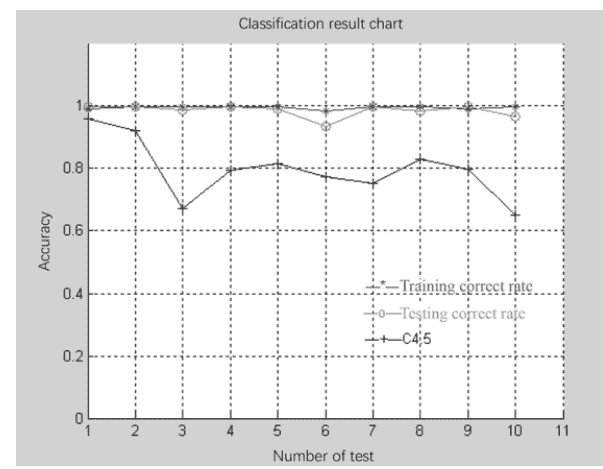 Classification result chart
1
0.8
0.6
0.4
0.2
0
Accuracy
Training correct rate
Testing correct rate
C4.5
1 2 3 4 5 6 7 8 9 10 11
Number of test